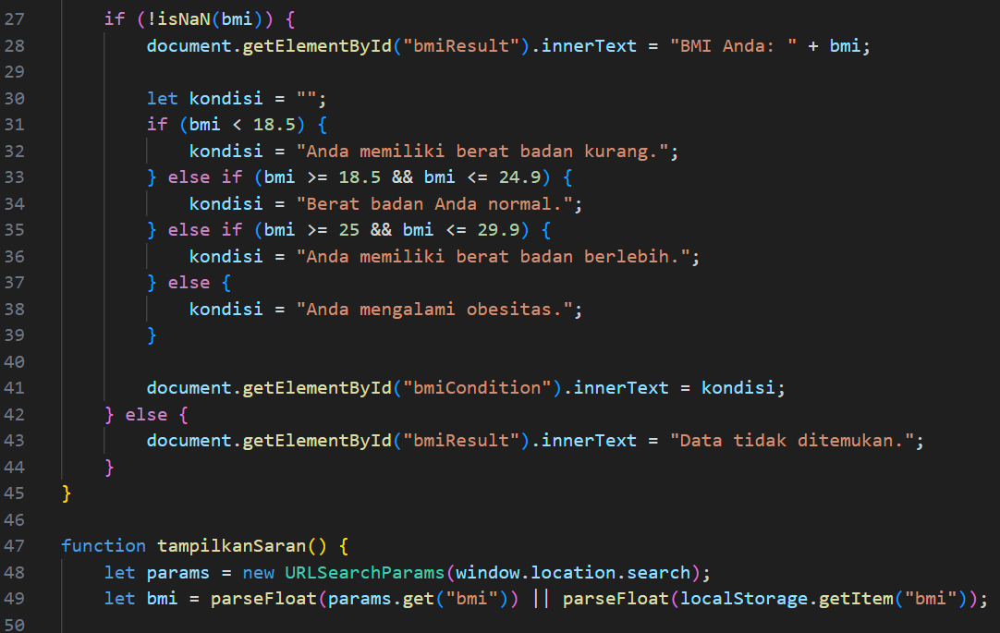 27 if (!isNaN(bmi)) {
28 document.getElementById("bmiResult").innerText = "BMI Anda: " + bmi;
29
30 let kondisi = "";
31 if (bmi < 18.5) {
32 kondisi = "Anda memiliki berat badan kurang.";
33 } else if (bmi >= 18.5 && bmi <= 24.9) {
34 kondisi = "Berat badan Anda normal.";
35 } else if (bmi >= 25 && bmi <= 29.9) {
36 kondisi = "Anda memiliki berat badan berlebih.";
37 } else {
38 kondisi = "Anda mengalami obesitas.";
39 }
40
41 document.getElementById("bmiCondition").innerText = kondisi;
42 } else {
43 document.getElementById("bmiResult").innerText = "Data tidak ditemukan.";
44 }
45 }
46
47 function tampilkanSaran() {
48 let params = new URLSearchParams(window.location.search);
49 let bmi = parseFloat(params.get("bmi")) || parseFloat(localStorage.getItem("bmi"));
50